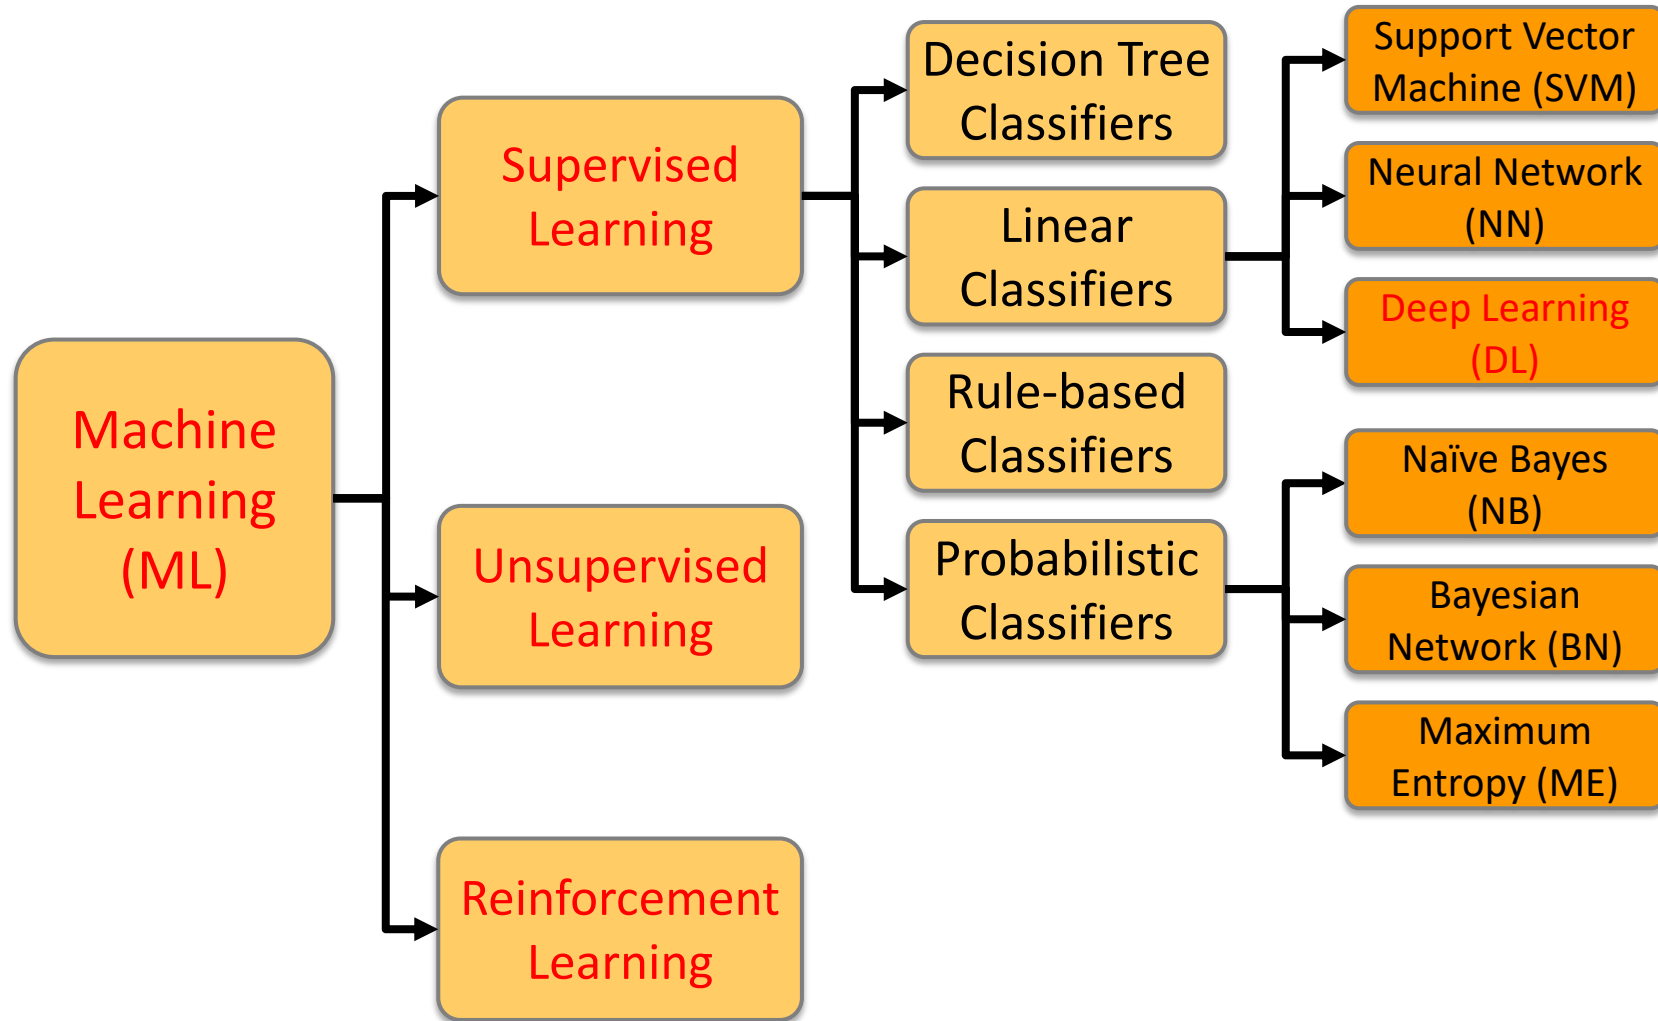 Machine
Learning
(ML)
Supervised
Learning
Unsupervised
Learning
Reinforcement
Learning
Decision Tree
Classifiers
Linear
Classifiers
Rule-based
Classifiers
Probabilistic
Classifiers
Support Vector
Machine (SVM)
Neural Network
(NN)
Deep Learning
(DL)
Naïve Bayes
(NB)
Bayesian
Network (BN)
Maximum
Entropy (ME)